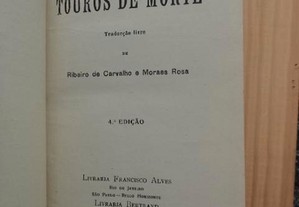 TOUROS DE MORTE
Traducção livre
DE
Ribeiro de Carvalho e Moraes Rosa
4.ª EDIÇÃO
LIVRARIA FRANCISCO ALVES
RIO DE JANEIRO
SÃO PAULO — BELLO HORIZONTE
LIVRARIA BERTRAND